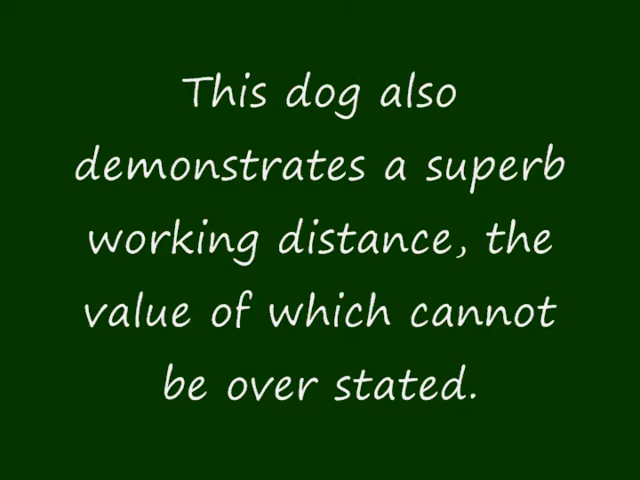 This dog also
demonstrates a superb
working distance, the
value of which cannot
be over stated.